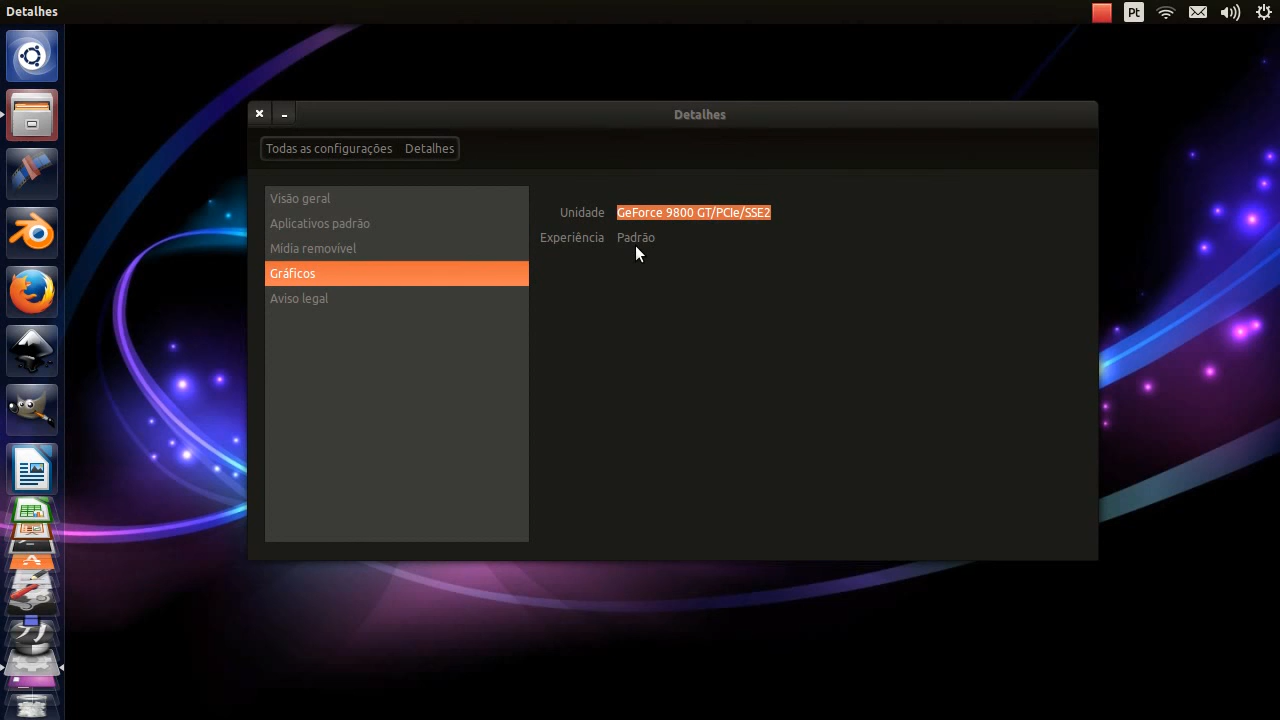 Detalhes
Pt
Detalhes
Todas as configurações Detalhes
Visão geral
Aplicativos padrão
Mídia removível
Gráficos
Aviso legal
Unidade GeForce 9800 GT/PCIe/SSE2
Experiência Padrão